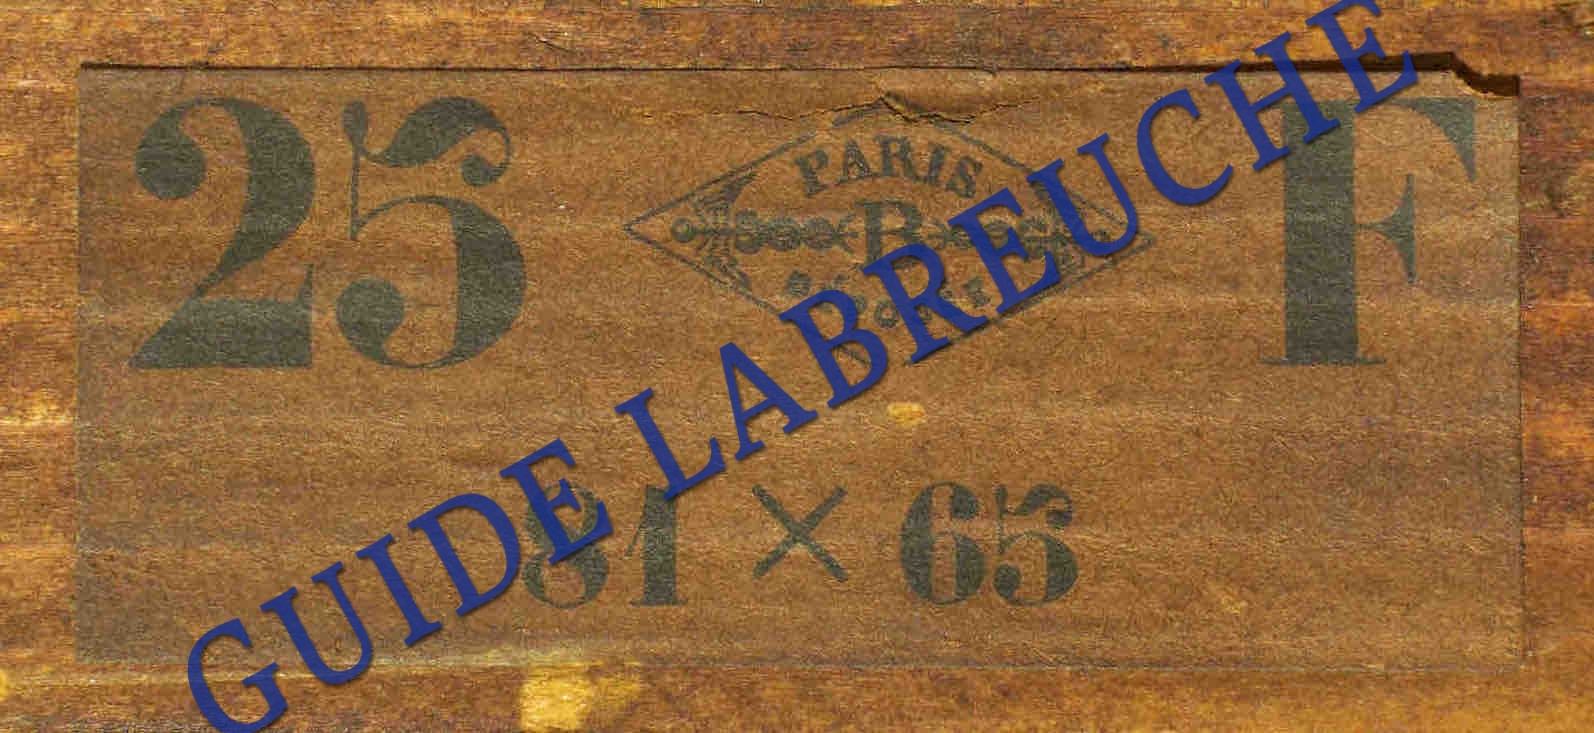 25
PARIS
B
F
81 × 65
GUIDE LABREUCHE